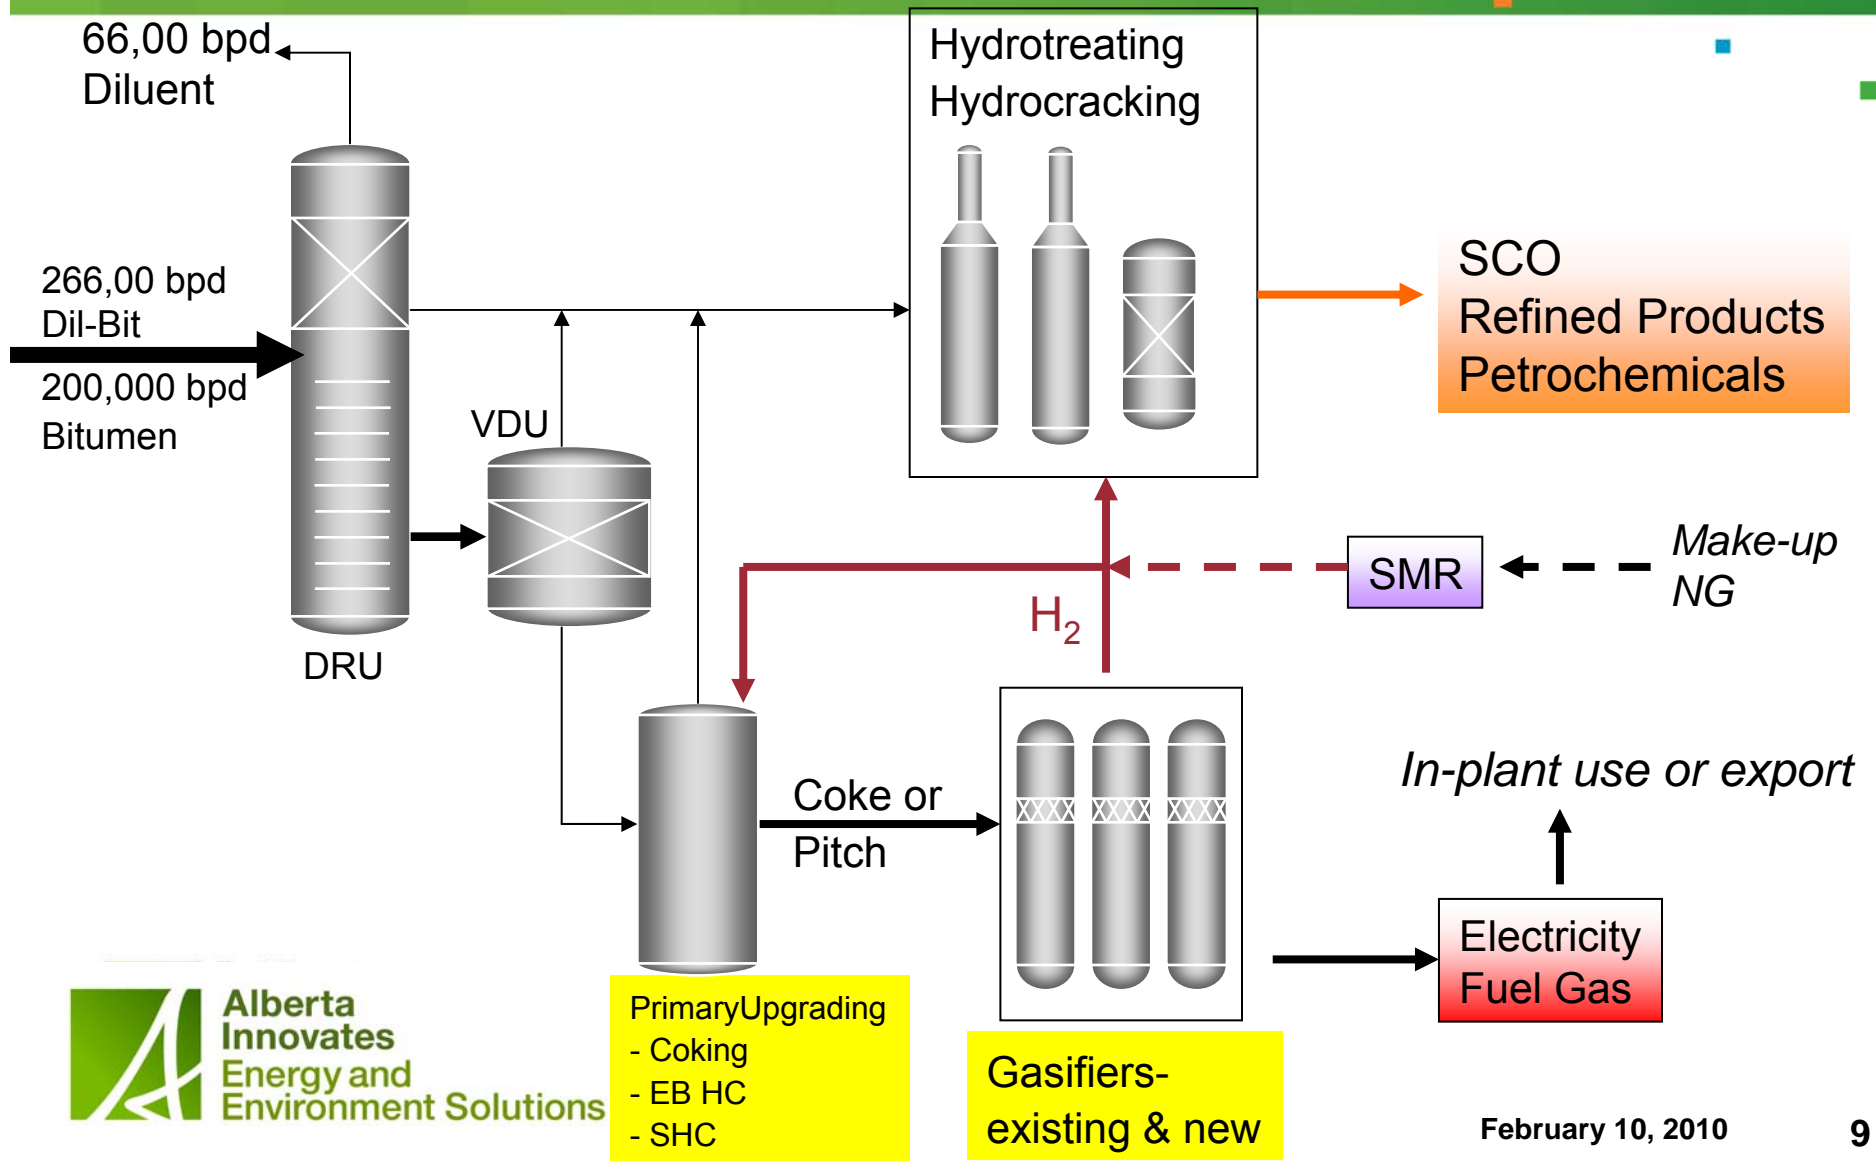 66,00 bpd
Diluent
Hydrotreating
Hydrocracking
266,00 bpd
Dil-Bit
200,000 bpd
Bitumen
SCO
Refined Products
Petrochemicals
VDU
DRU
H₂
SMR
Make-up
NG
Coke or
Pitch
In-plant use or export
Electricity
Fuel Gas
PrimaryUpgrading
- Coking
- EB HC
- SHC
Gasifiers-
existing & new
Alberta
Innovates
Energy and
Environment Solutions
February 10, 2010
9